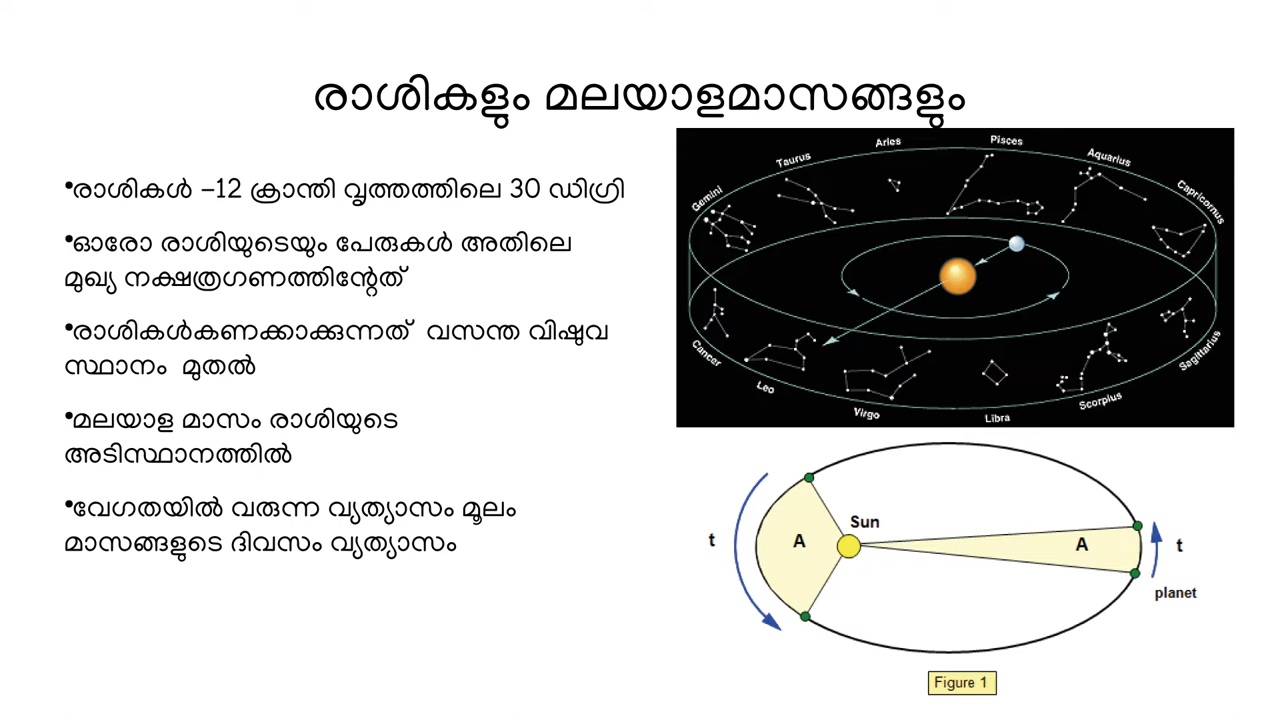 രാശികളും മലയാളമാസങ്ങളും
•രാശികൾ –12 ക്രാന്തി വൃത്തത്തിലെ 30 ഡിഗ്രി
•ഓരോ രാശിയുടെയും പേരുകൾ അതിലെ
മുഖ്യ നക്ഷത്രഗണത്തിന്റേത്
•രാശികൾകണക്കാക്കുന്നത് വസന്ത വിഷുവ
സ്ഥാനം മുതൽ
•മലയാള മാസം രാശിയുടെ
അടിസ്ഥാനത്തിൽ
•വേഗതയിൽ വരുന്ന വ്യത്യാസം മൂലം
മാസങ്ങളുടെ ദിവസം വ്യത്യാസം
Gemini
Taurus
Aries
Pisces
Aquarius
Capricornus
Cancer
Leo
Virgo
Libra
Scorpius
Sagittarius
Sun
t
A
A
t
planet
Figure 1